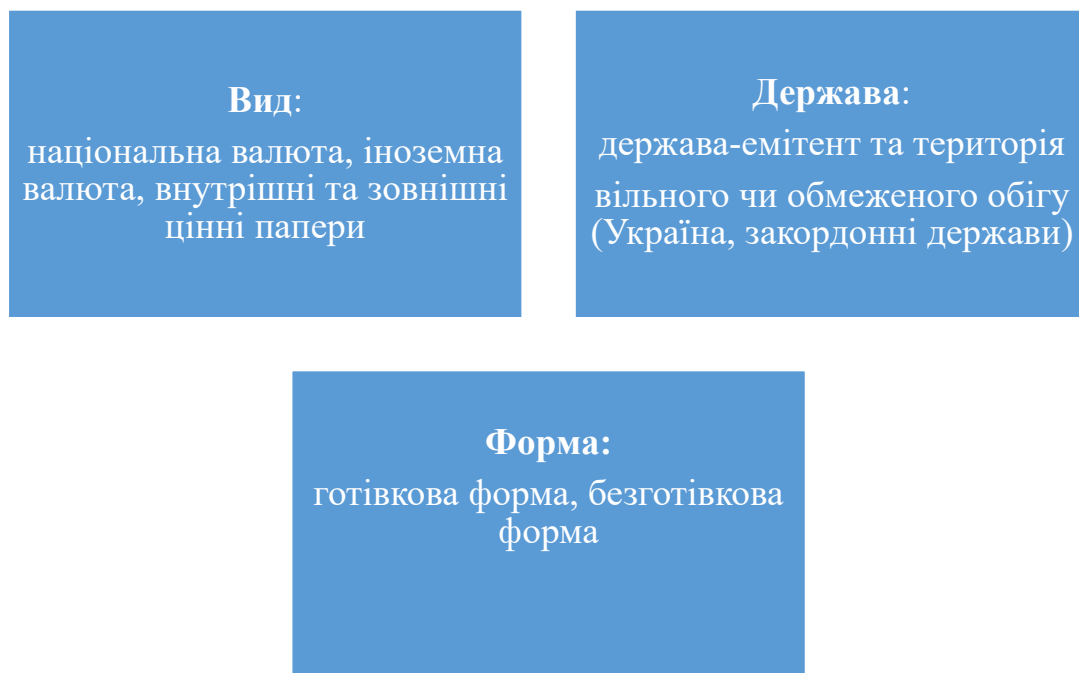 Вид:
національна валюта, іноземна
валюта, внутрішні та зовнішні
цінні папери
Держава:
держава-емітент та територія
вільного чи обмеженого обігу
(Україна, закордонні держави)
Форма:
готівкова форма, безготівкова
форма